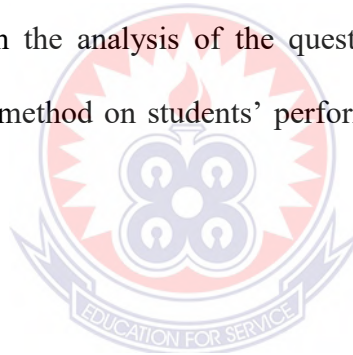 the analysis of the quest
method on students’ perfor
EDUCATION FOR SERVICE